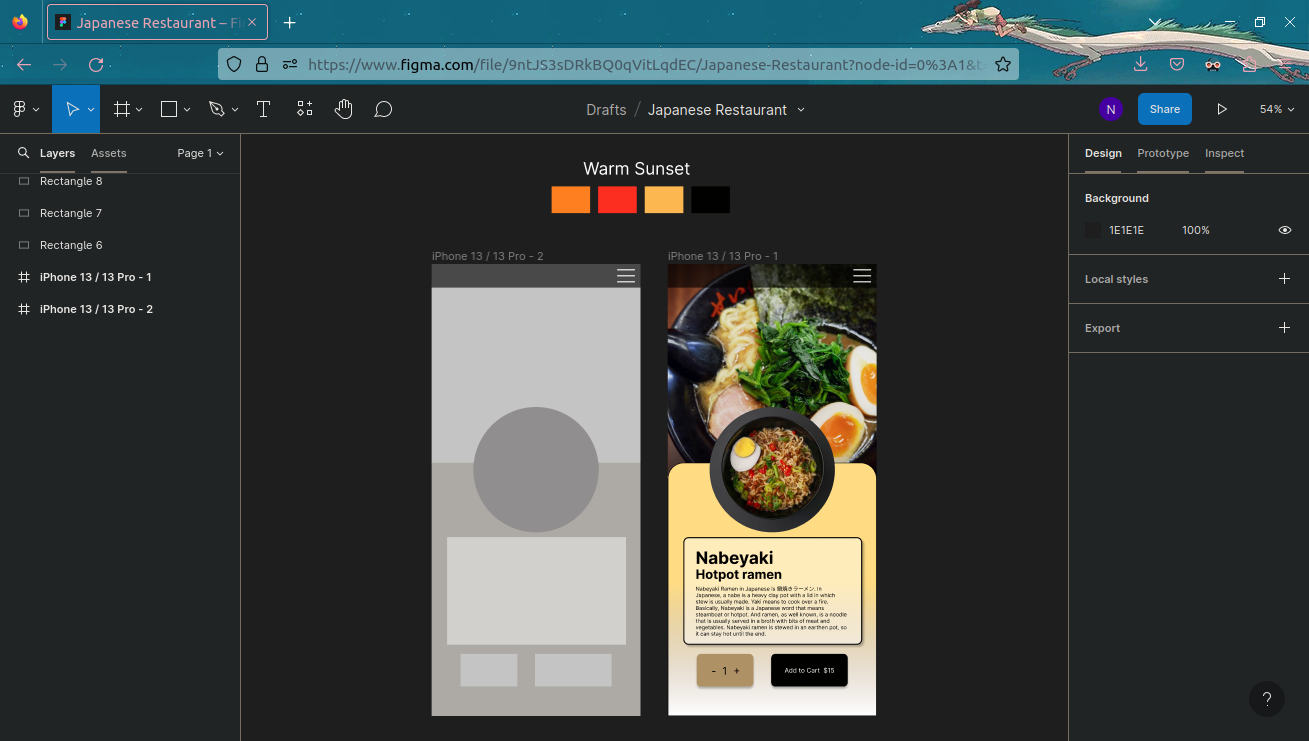 Japanese Restaurant – Fi
https://www.figma.com/file/9ntJS3sDRkBQ0qVitLqdEC/Japanese-Restaurant?node-id=0%3A1&t=
Drafts / Japanese Restaurant
N
Share
54%
Layers
Assets
Page 1
Rectangle 8
Rectangle 7
Rectangle 6
iPhone 13 / 13 Pro - 1
iPhone 13 / 13 Pro - 2
Warm Sunset
iPhone 13 / 13 Pro - 2
iPhone 13 / 13 Pro - 1
Nabeyaki
Hotpot ramen
Nabeyaki Ramen in Japanese is 鍋焼きラーメン. In
Japanese, a nabe is a heavy clay pot with a lid in which
stew is usually made. Yaki means to cook over a fire.
Basically, Nabeyaki is a Japanese word that means
steamboat or hotpot. And ramen, as well known, is a noodle
that is usually served in a broth with bits of meat and
vegetables. Nabeyaki ramen is stewed in an earthen pot, so
it can stay hot until the end.
- 1 +
Add to Cart $15
Design
Prototype
Inspect
Background
1E1E1E
100%
Local styles
Export
?